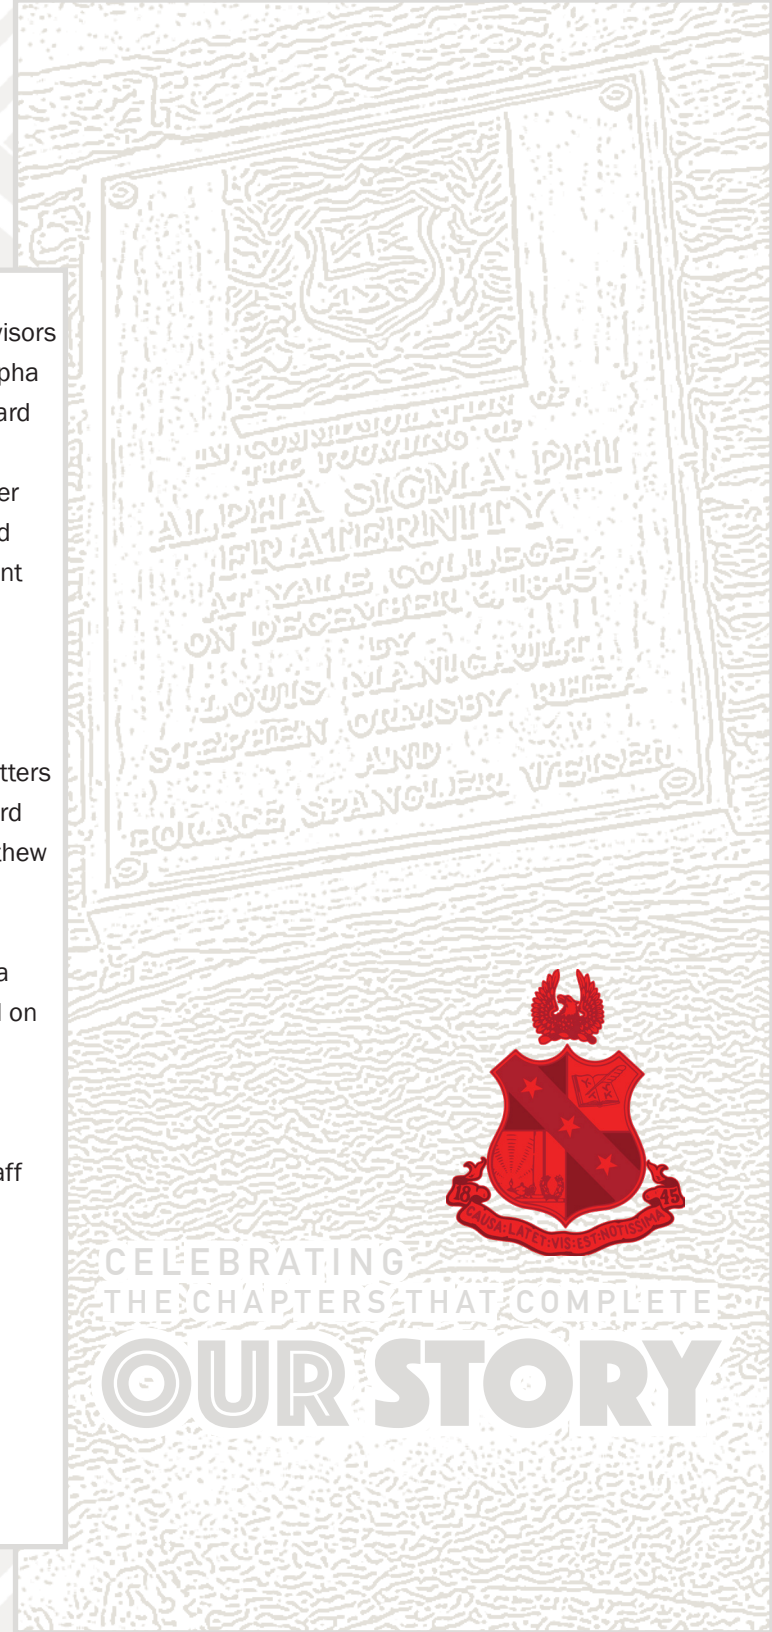 visors
pha
ard
er
d
nt
tters
rd
thew
a
l on
aff
IN COMMEMORATION OF
THE FOUNDING OF
ALPHA SIGMA PHI
FRATERNITY
AT YALE COLLEGE
ON DECEMBER 6, 1845
BY
LOUIS MANIGAULT
STEPHEN ORMSBY RHEA
AND
HORACE SPANGLER WEISER
18 45
CAUSA:LATET:VIS:EST:NOTISSIMA
CELEBRATING
THE CHAPTERS THAT COMPLETE
OUR STORY